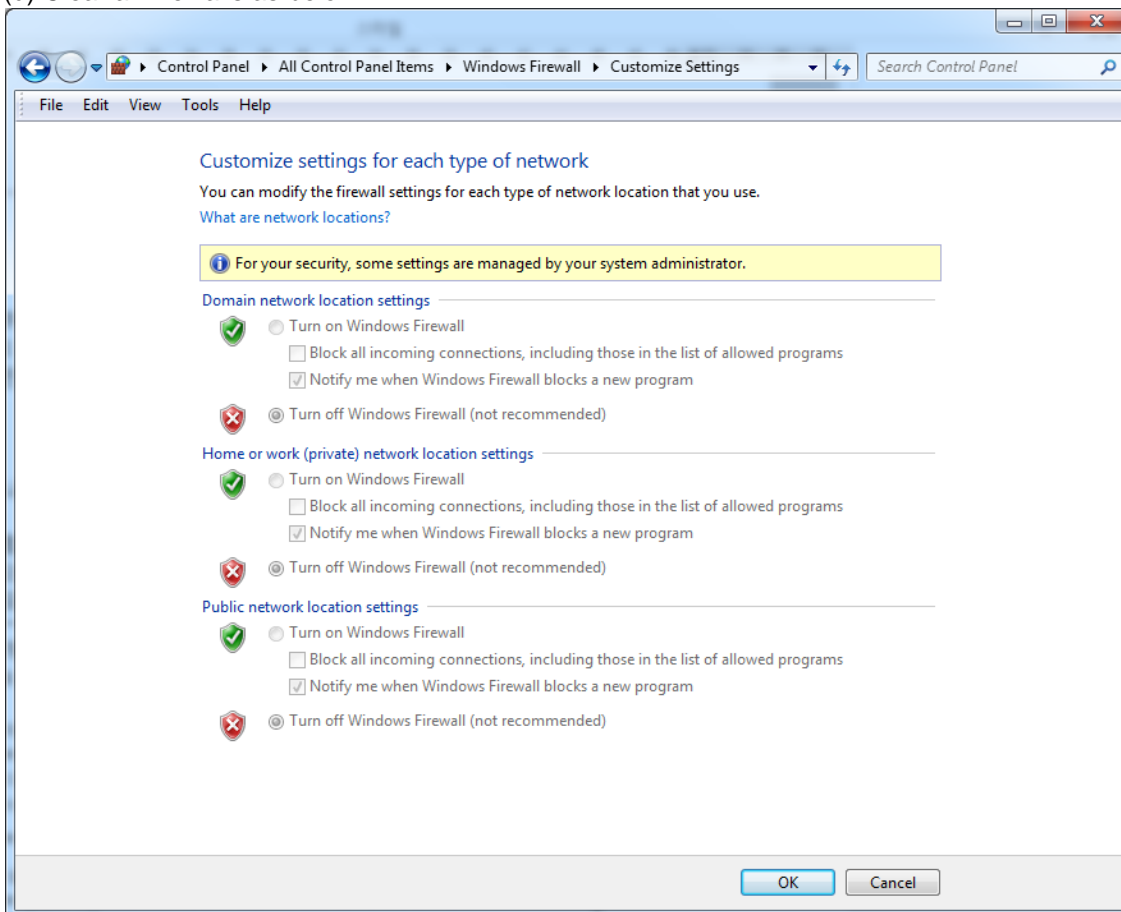 Control Panel ▸ All Control Panel Items ▸ Windows Firewall ▸ Customize Settings
Search Control Panel
File Edit View Tools Help
Customize settings for each type of network
You can modify the firewall settings for each type of network location that you use.
What are network locations?
For your security, some settings are managed by your system administrator.
Domain network location settings
Turn on Windows Firewall
Block all incoming connections, including those in the list of allowed programs
Notify me when Windows Firewall blocks a new program
Turn off Windows Firewall (not recommended)
Home or work (private) network location settings
Turn on Windows Firewall
Block all incoming connections, including those in the list of allowed programs
Notify me when Windows Firewall blocks a new program
Turn off Windows Firewall (not recommended)
Public network location settings
Turn on Windows Firewall
Block all incoming connections, including those in the list of allowed programs
Notify me when Windows Firewall blocks a new program
Turn off Windows Firewall (not recommended)
OK Cancel